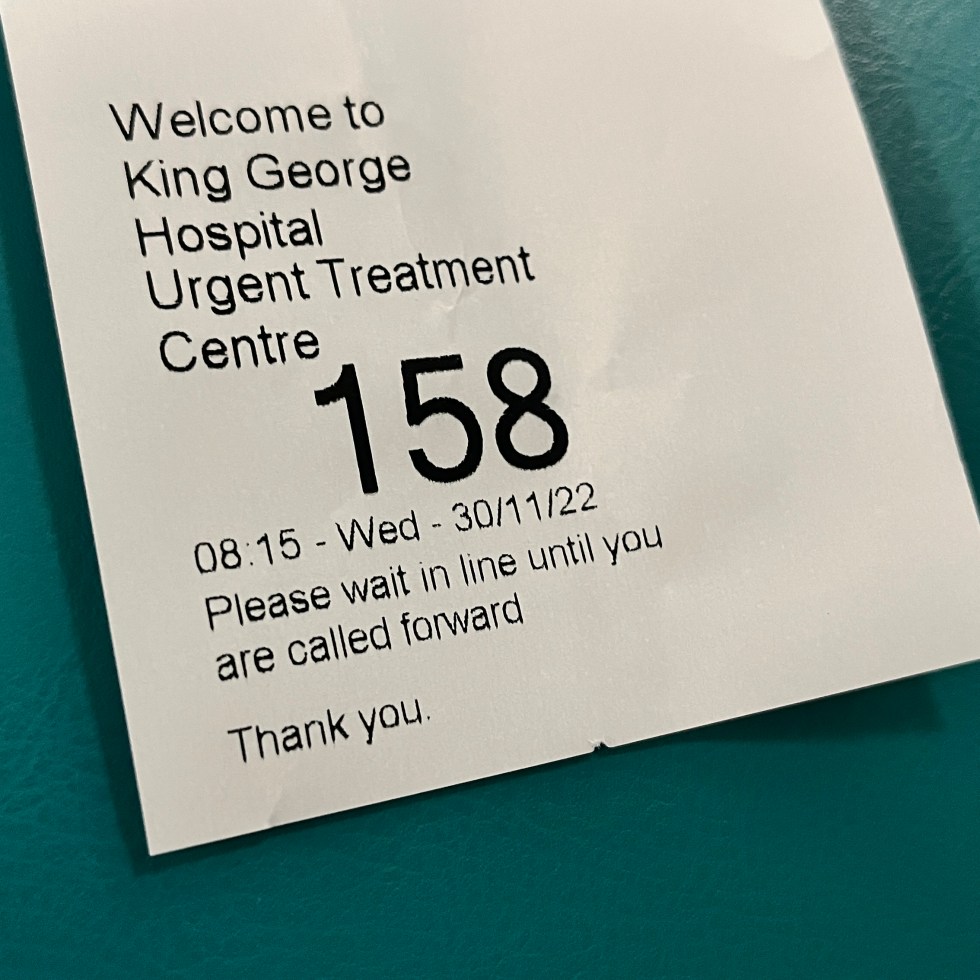 Welcome to
King George
Hospital
Urgent Treatment
Centre
158
08:15 - Wed - 30/11/22
Please wait in line until you
are called forward
Thank you.